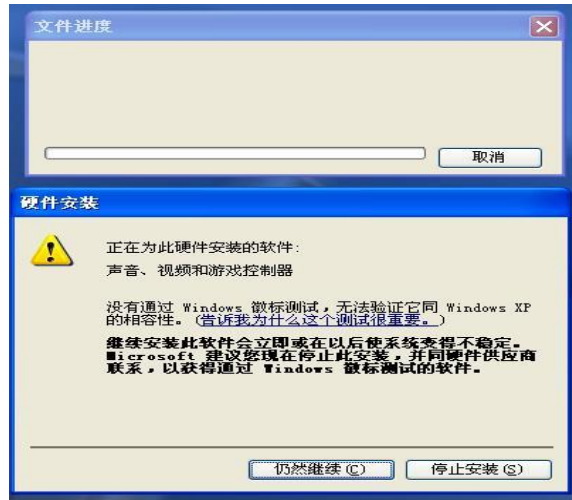 文件进度
取消
硬件安装
正在为此硬件安装的软件:
声音、视频和游戏控制器
没有通过 Windows 徽标测试，无法验证它同 Windows XP
的相容性。(告诉我为什么这个测试很重要。)
继续安装此软件会立即或在以后使系统变得不稳定。
Microsoft 建议您现在停止此安装，并同硬件供应商
联系，以获得通过 Windows 徽标测试的软件。
仍然继续(C)
停止安装(S)